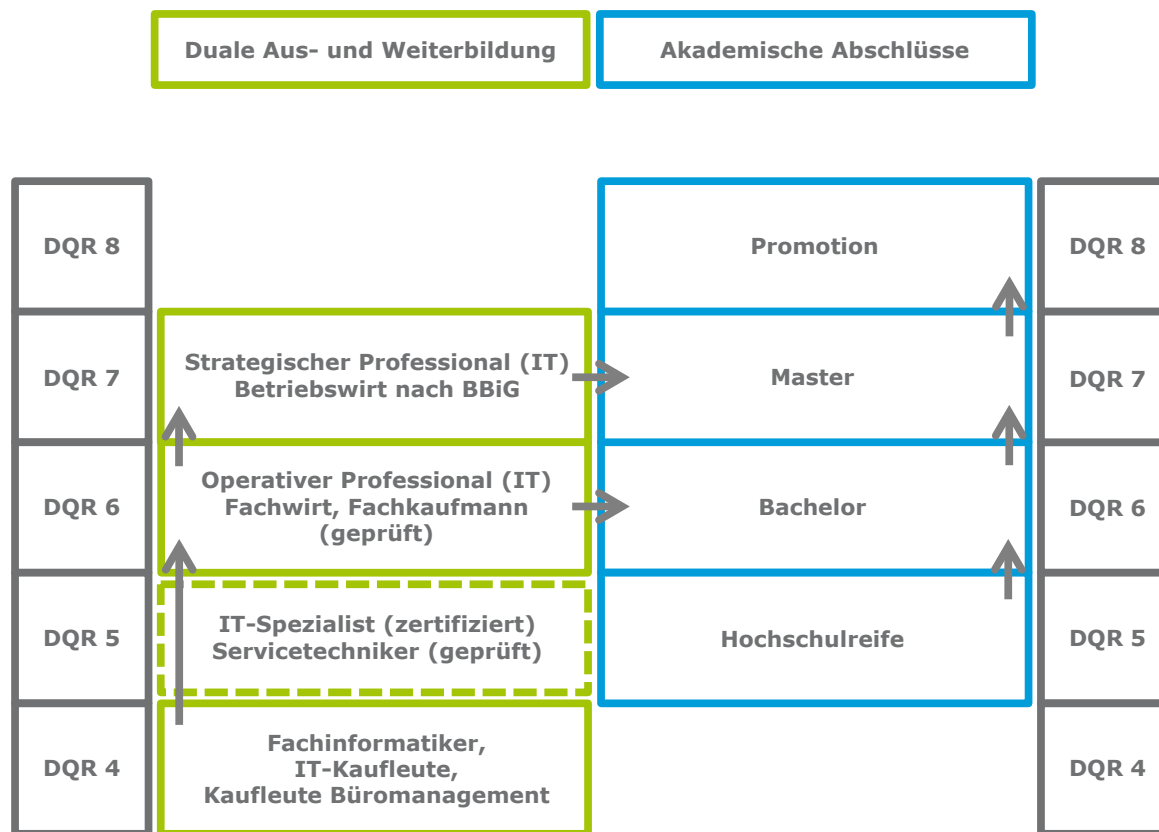 Duale Aus- und Weiterbildung
Akademische Abschlüsse
DQR 8
Promotion
DQR 8
DQR 7
Strategischer Professional (IT)
Betriebswirt nach BBiG
Master
DQR 7
DQR 6
Operativer Professional (IT)
Fachwirt, Fachkaufmann
(geprüft)
Bachelor
DQR 6
DQR 5
IT-Spezialist (zertifiziert)
Servicetechniker (geprüft)
Hochschulreife
DQR 5
DQR 4
Fachinformatiker,
IT-Kaufleute,
Kaufleute Büromanagement
DQR 4